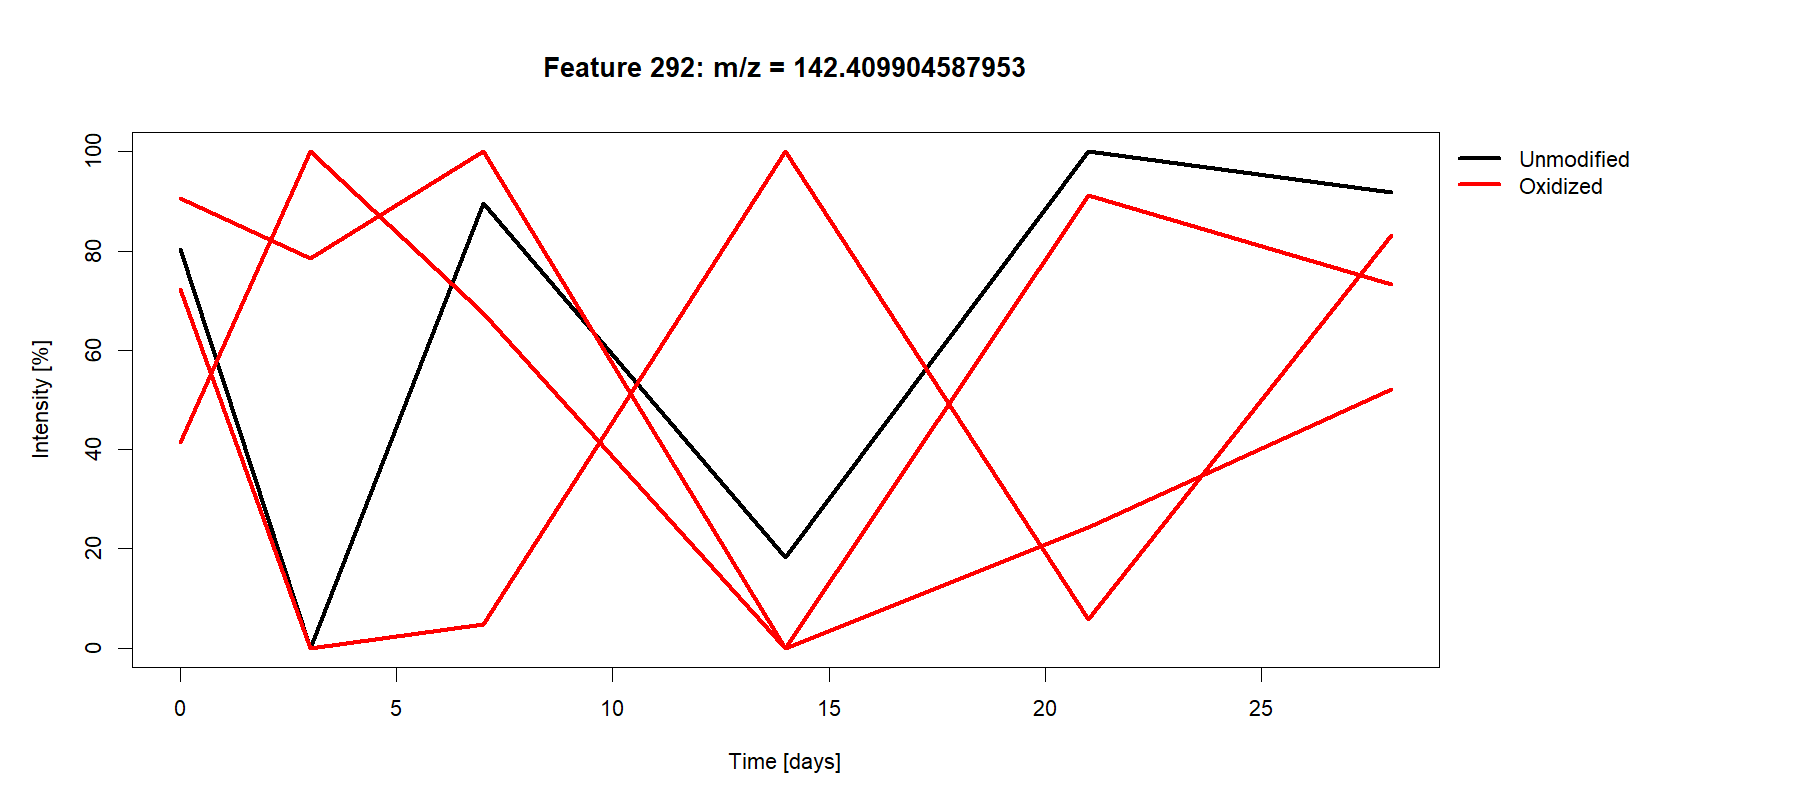 Feature 292: m/z = 142.409904587953
Unmodified
Oxidized
Intensity [%]
100
80
60
40
20
0
0 5 10 15 20 25
Time [days]